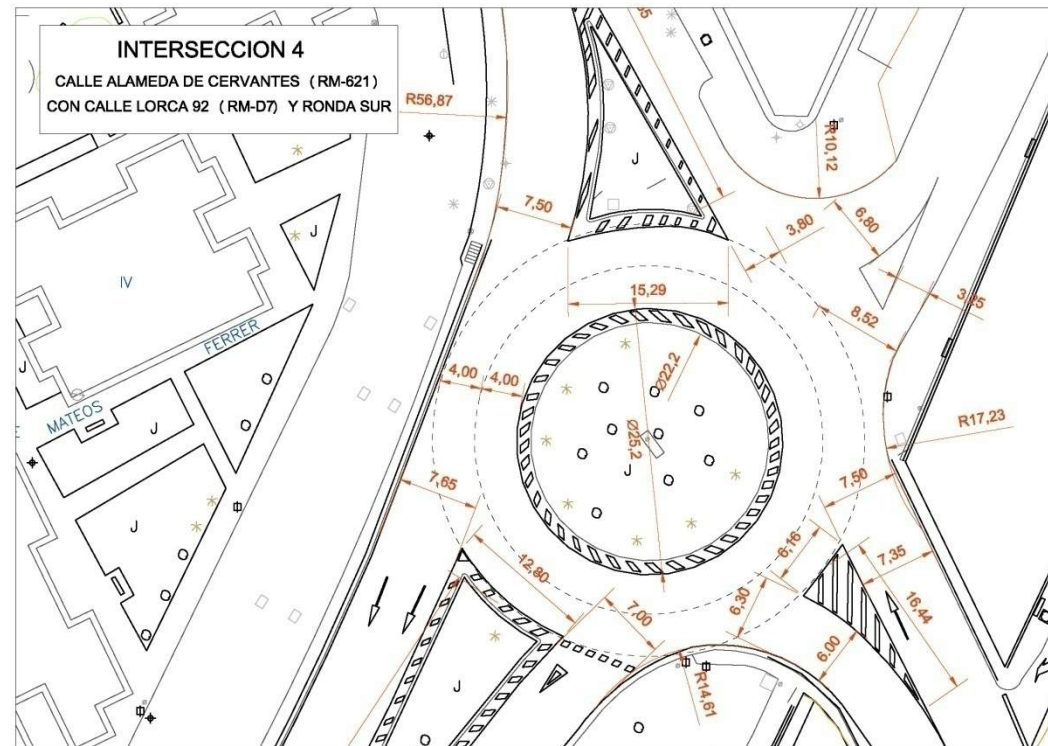 INTERSECCION 4
CALLE ALAMEDA DE CERVANTES (RM-621)
CON CALLE LORCA 92 (RM-D7) Y RONDA SUR
R56,87
R10,12
J
7,50
3,80
6,80
J
IV
15,29
8,52
3,25
FERRER
J
4,00
4,00
Ø22,2
MATEOS
J
Ø25,2
R17,23
J
7,65
7,50
J
6,16
7,35
12,80
6,30
16,44
7,00
6.00
J
R14,61
J